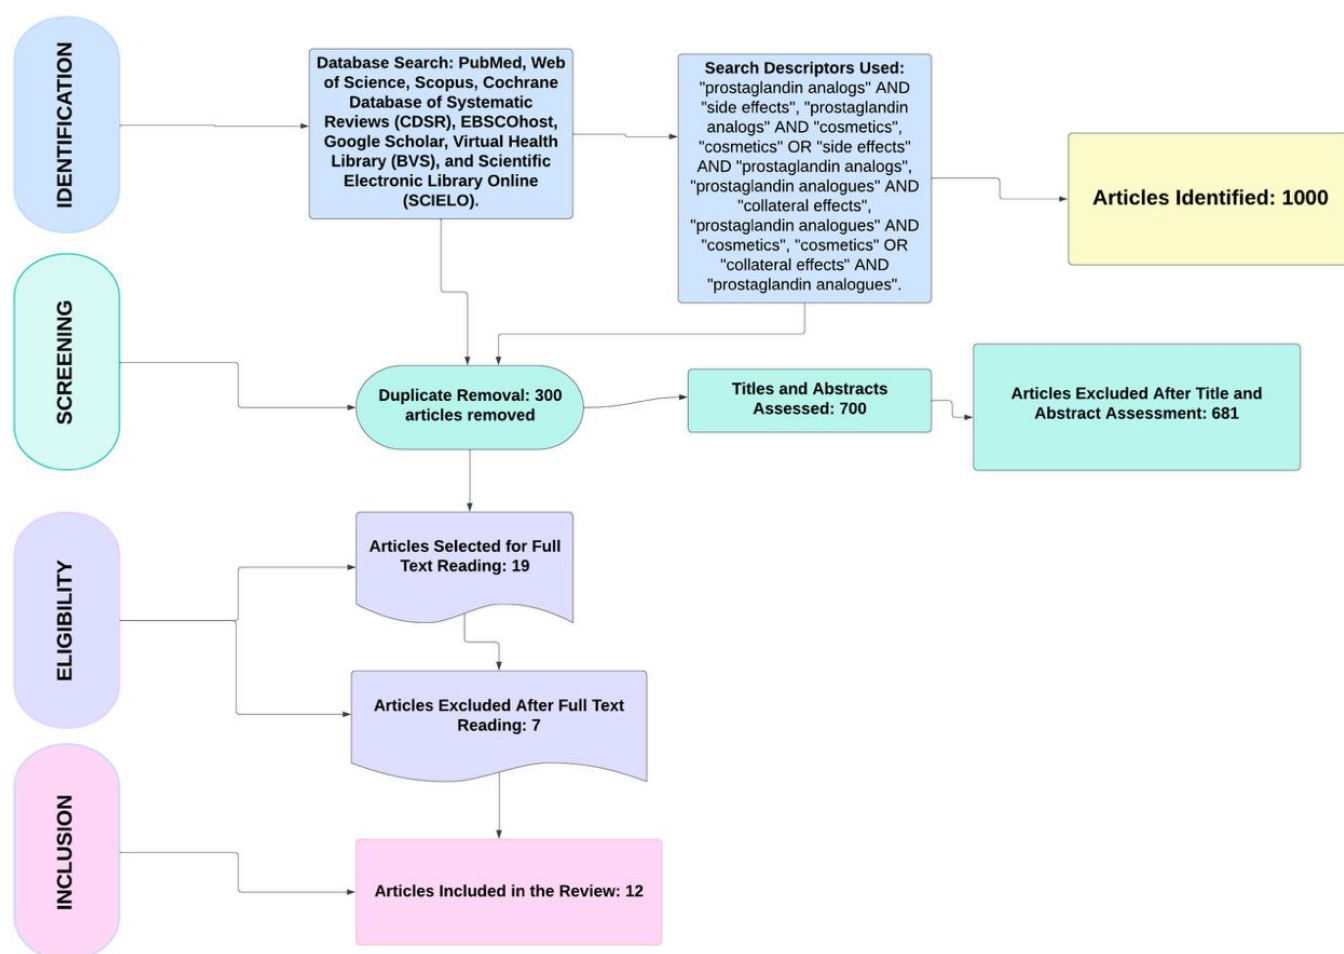 IDENTIFICATION
Database Search: PubMed, Web
of Science, Scopus, Cochrane
Database of Systematic
Reviews (CDSR), EBSCOhost,
Google Scholar, Virtual Health
Library (BVS), and Scientific
Electronic Library Online
(SCIELO).
Search Descriptors Used:
"prostaglandin analogs" AND
"side effects", "prostaglandin
analogs" AND "cosmetics",
"cosmetics" OR "side effects"
AND "prostaglandin analogs",
"prostaglandin analogues" AND
"collateral effects",
"prostaglandin analogues" AND
"cosmetics", "cosmetics" OR
"collateral effects" AND
"prostaglandin analogues".
Articles Identified: 1000
SCREENING
Duplicate Removal: 300
articles removed
Titles and Abstracts
Assessed: 700
Articles Excluded After Title and
Abstract Assessment: 681
ELIGIBILITY
Articles Selected for Full
Text Reading: 19
Articles Excluded After Full Text
Reading: 7
INCLUSION
Articles Included in the Review: 12